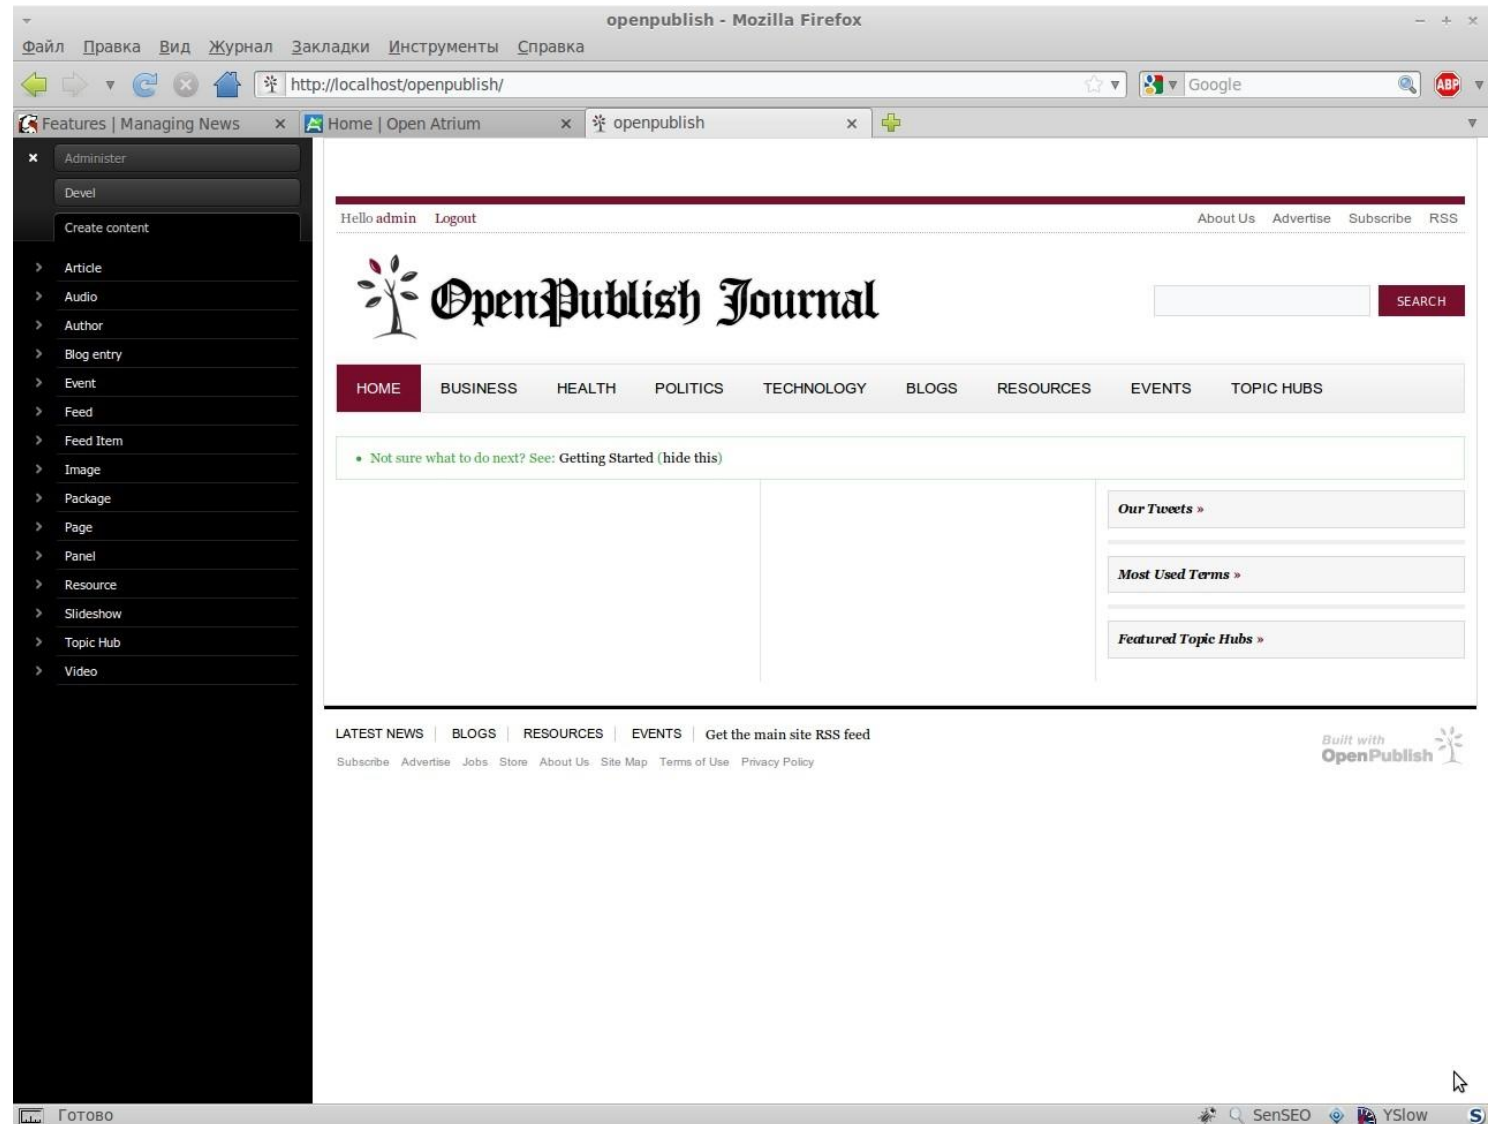 openpublish - Mozilla Firefox
Файл Правка Вид Журнал Закладки Инструменты Справка
http://localhost/openpublish/ Google ABP
Features | Managing News Home | Open Atrium openpublish
Administer
Devel
Create content
Article
Audio
Author
Blog entry
Event
Feed
Feed Item
Image
Package
Page
Panel
Resource
Slideshow
Topic Hub
Video
Hello admin Logout About Us Advertise Subscribe RSS
OpenPublish Journal
SEARCH
HOME BUSINESS HEALTH POLITICS TECHNOLOGY BLOGS RESOURCES EVENTS TOPIC HUBS
• Not sure what to do next? See: Getting Started (hide this)
Our Tweets »
Most Used Terms »
Featured Topic Hubs »
LATEST NEWS BLOGS RESOURCES EVENTS Get the main site RSS feed
Subscribe Advertise Jobs Store About Us Site Map Terms of Use Privacy Policy
Built with
OpenPublish
Готово SenSEO YSlow S